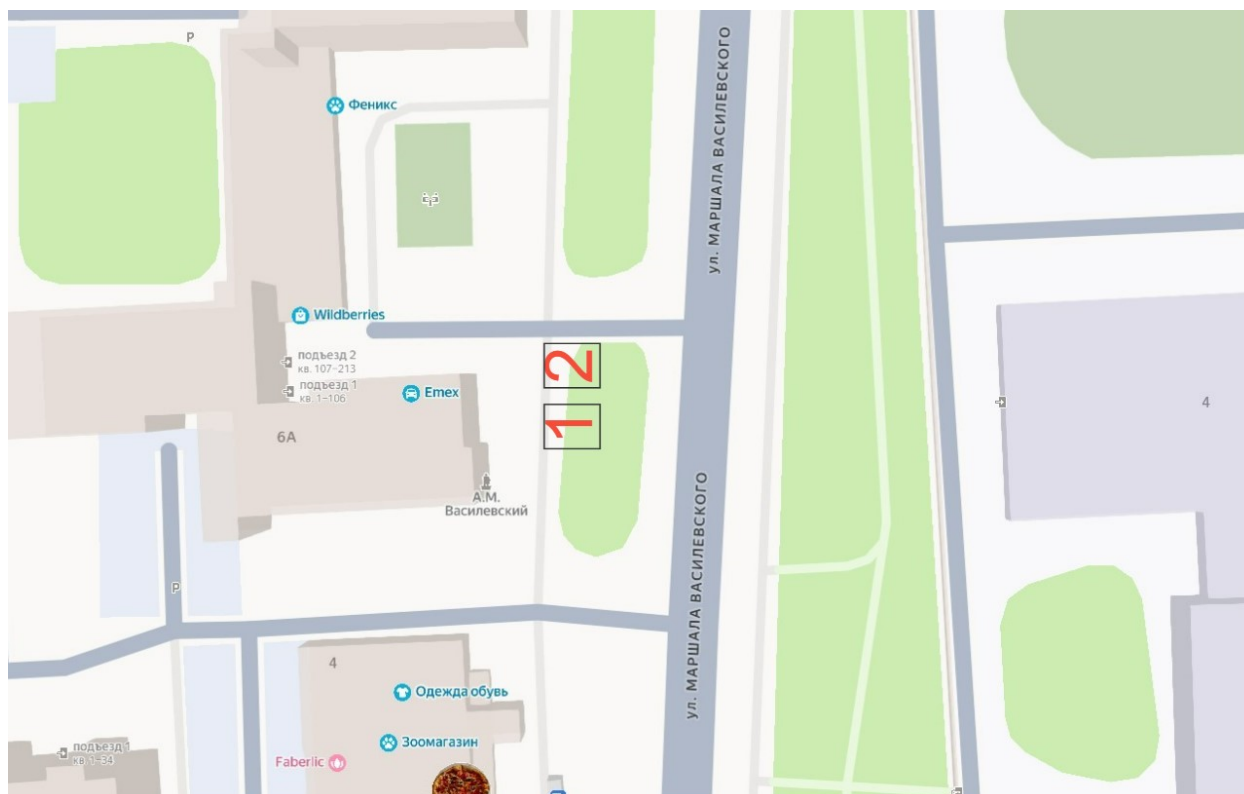 P
Феникс
ул. МАРШАЛА ВАСИЛЕВСКОГО
Wildberries
подъезд 2
кв. 107–213
подъезд 1
кв. 1–106
Emex
2
1
4
6А
А.М.
Василевский
ул. МАРШАЛА ВАСИЛЕВСКОГО
P
4
Одежда обувь
Зоомагазин
подъезд 1
кв. 1–34
Faberlic